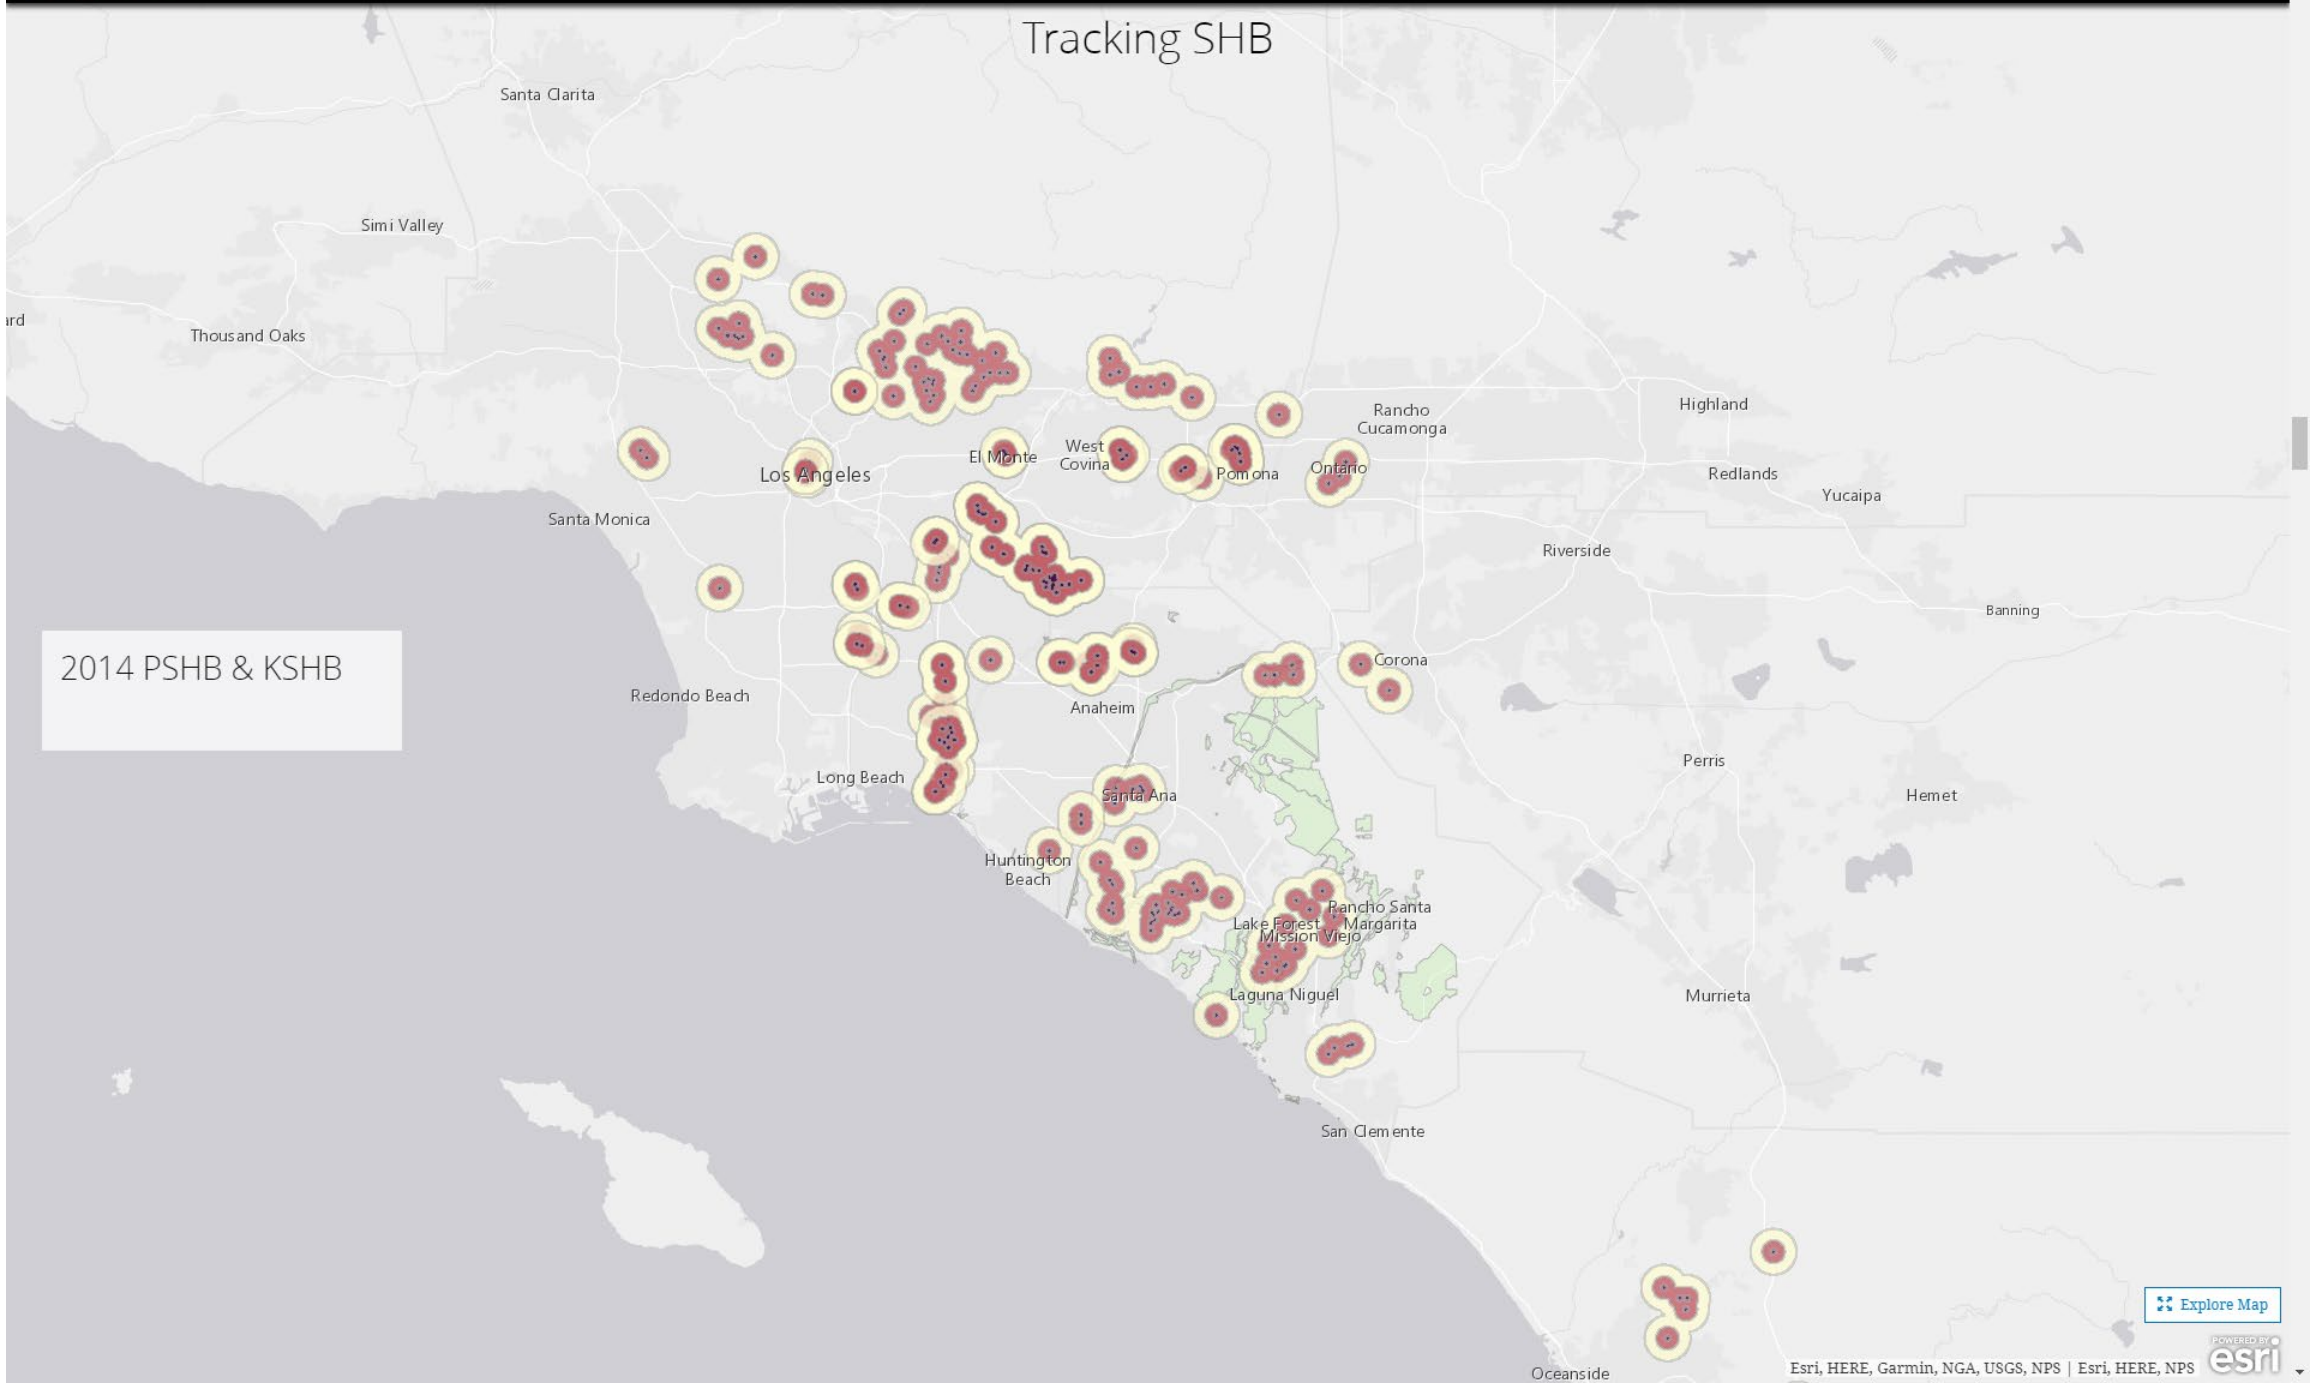 Tracking SHB
Santa Clarita
Simi Valley
ard
Thousand Oaks
Rancho
Cucamonga
Highland
El Monte
West
Covina
Los Angeles
Pomona
Ontario
Redlands
Yucaipa
Santa Monica
Riverside
Banning
2014 PSHB & KSHB
Corona
Redondo Beach
Anaheim
Perris
Long Beach
Santa Ana
Hemet
Huntington
Beach
Rancho Santa
Margarita
Lake Forest
Mission Viejo
Laguna Niguel
Murrieta
San Clemente
Explore Map
POWERED BY
esri
Esri, HERE, Garmin, NGA, USGS, NPS | Esri, HERE, NPS
Oceanside